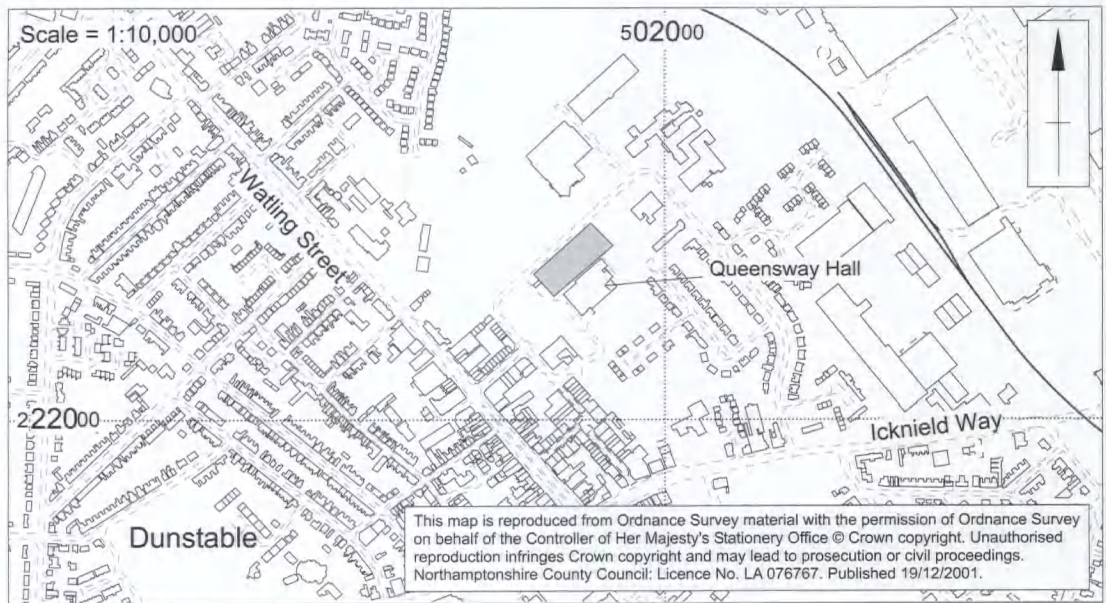 Scale = 1:10,000
502000
Watling Street
Queensway Hall
222000
Icknield Way
Dunstable
This map is reproduced from Ordnance Survey material with the permission of Ordnance Survey
on behalf of the Controller of Her Majesty's Stationery Office © Crown copyright. Unauthorised
reproduction infringes Crown copyright and may lead to prosecution or civil proceedings.
Northamptonshire County Council: Licence No. LA 076767. Published 19/12/2001.